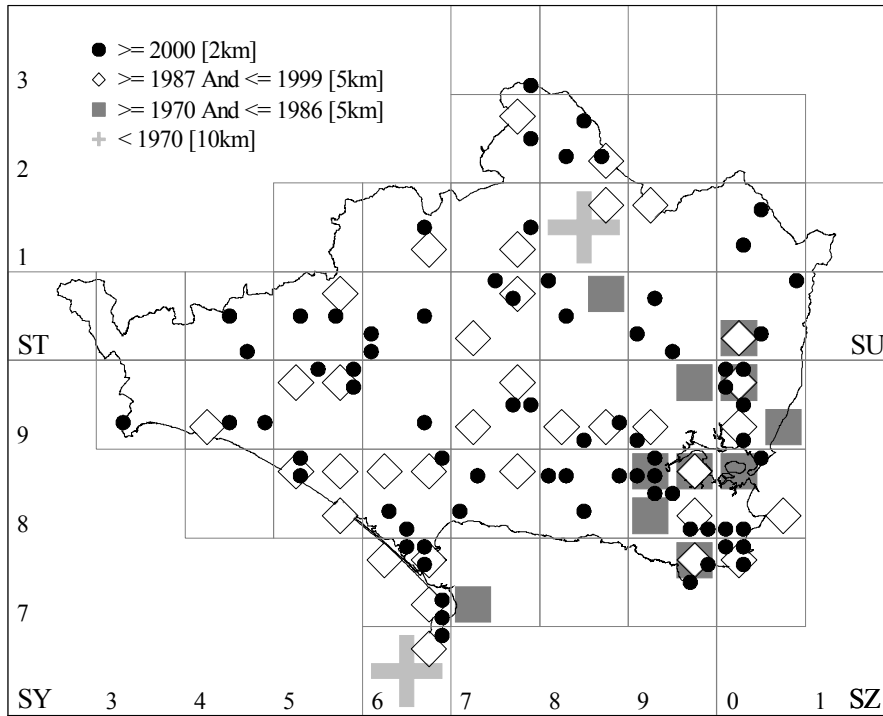 >= 2000 [2km]
>= 1987 And <= 1999 [5km]
>= 1970 And <= 1986 [5km]
< 1970 [10km]
3
2
1
ST SU
9
8
7
SY 3 4 5 6 7 8 9 0 1 SZ